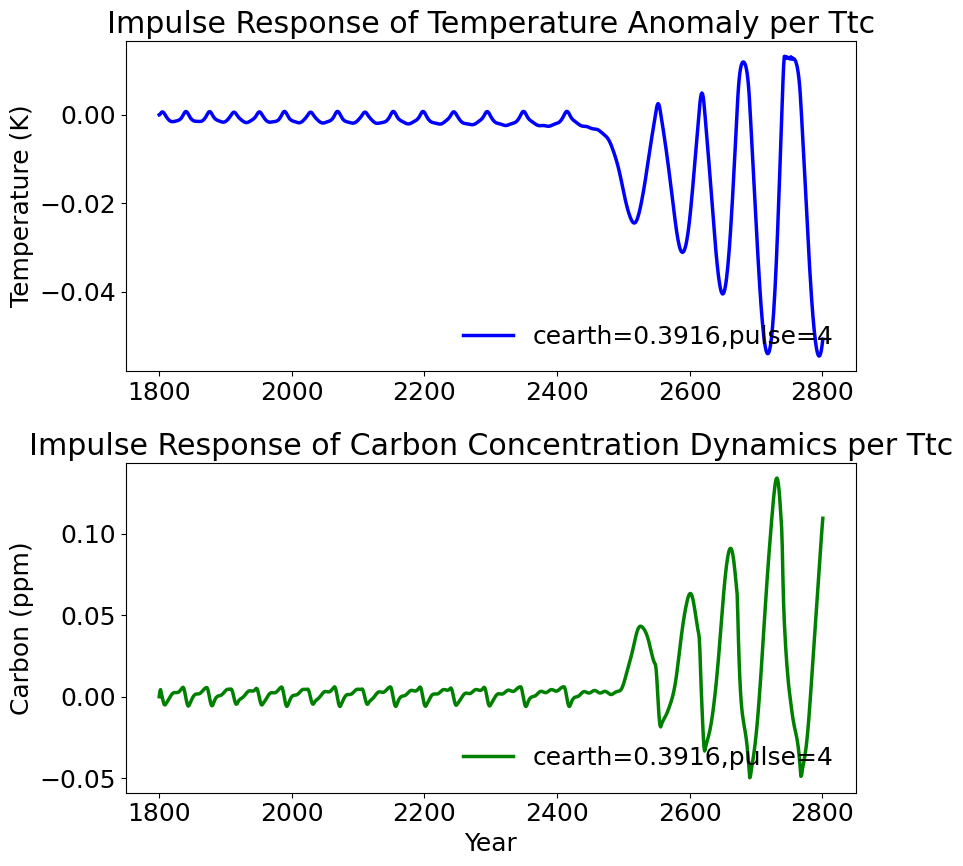 Impulse Response of Temperature Anomaly per Ttc
Temperature (K)
0.00
−0.02
−0.04
cearth=0.3916,pulse=4
1800 2000 2200 2400 2600 2800
Impulse Response of Carbon Concentration Dynamics per Ttc
Carbon (ppm)
0.10
0.05
0.00
−0.05
cearth=0.3916,pulse=4
1800 2000 2200 2400 2600 2800
Year